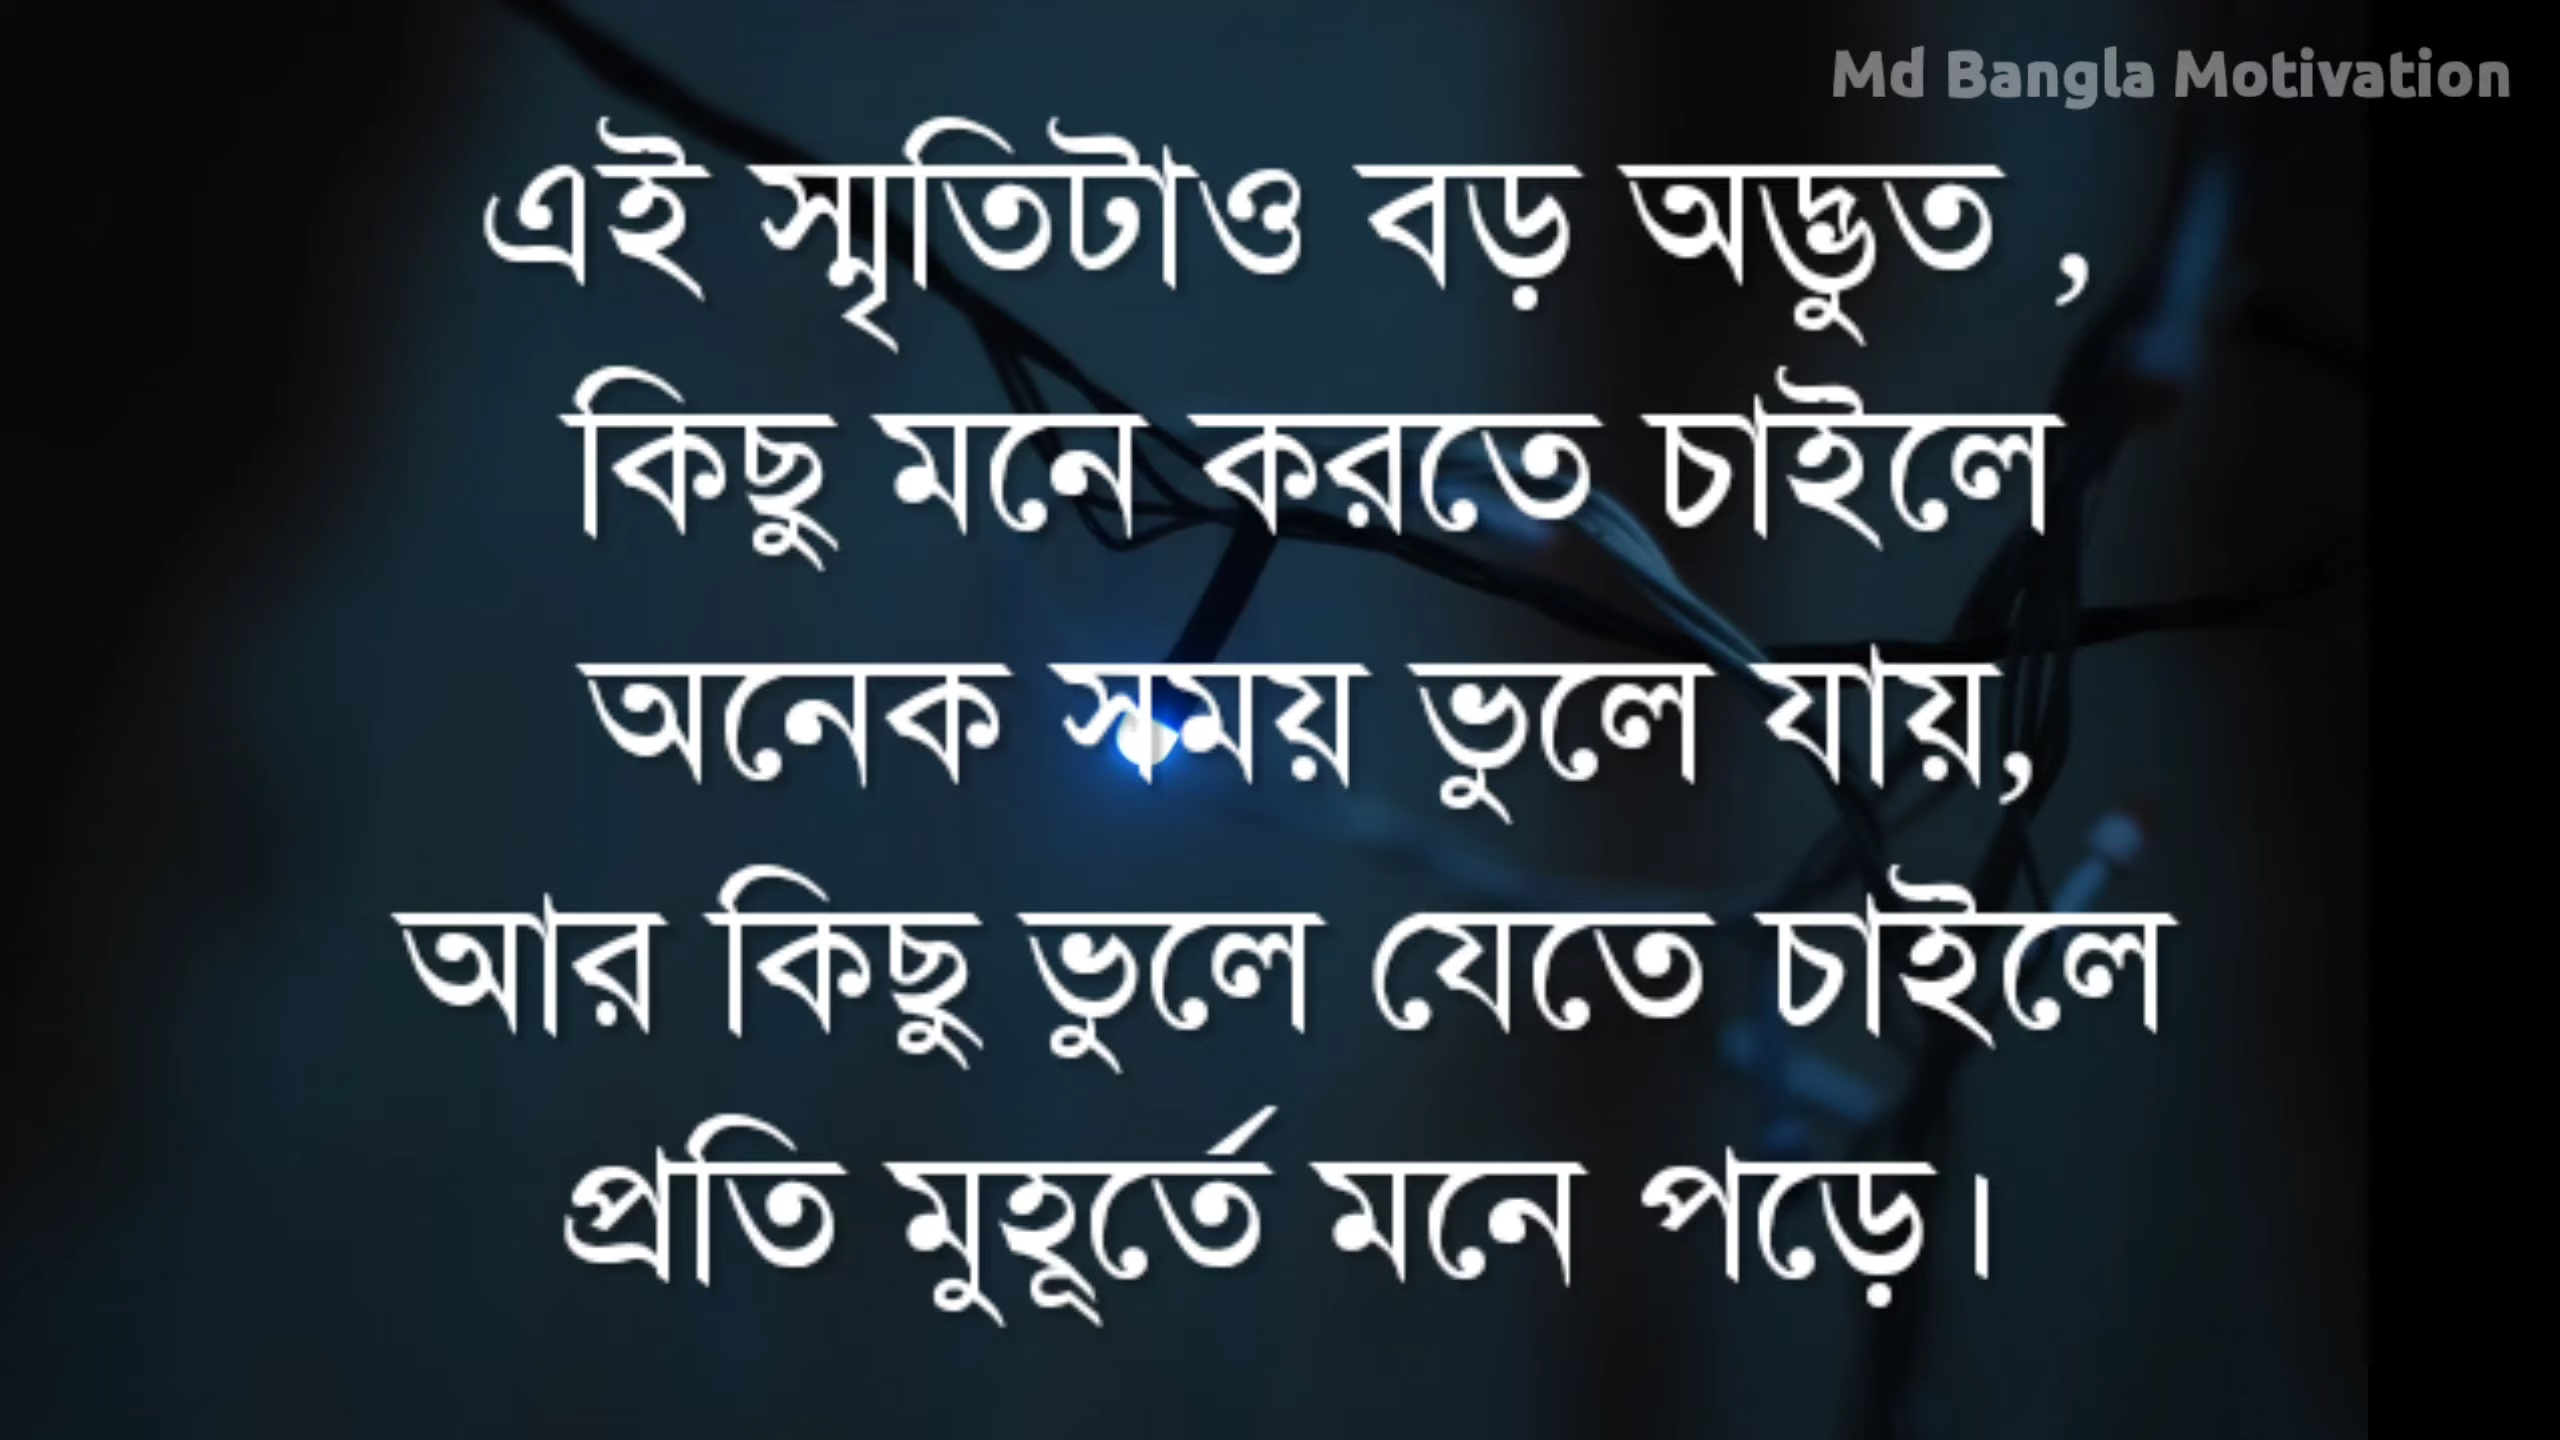 Md Bangla Motivation
এই স্মৃতিটাও বড় অদ্ভুত ,
কিছু মনে করতে চাইলে
অনেক সময় ভুলে যায়,
আর কিছু ভুলে যেতে চাইলে
প্রতি মুহূর্তে মনে পড়ে।